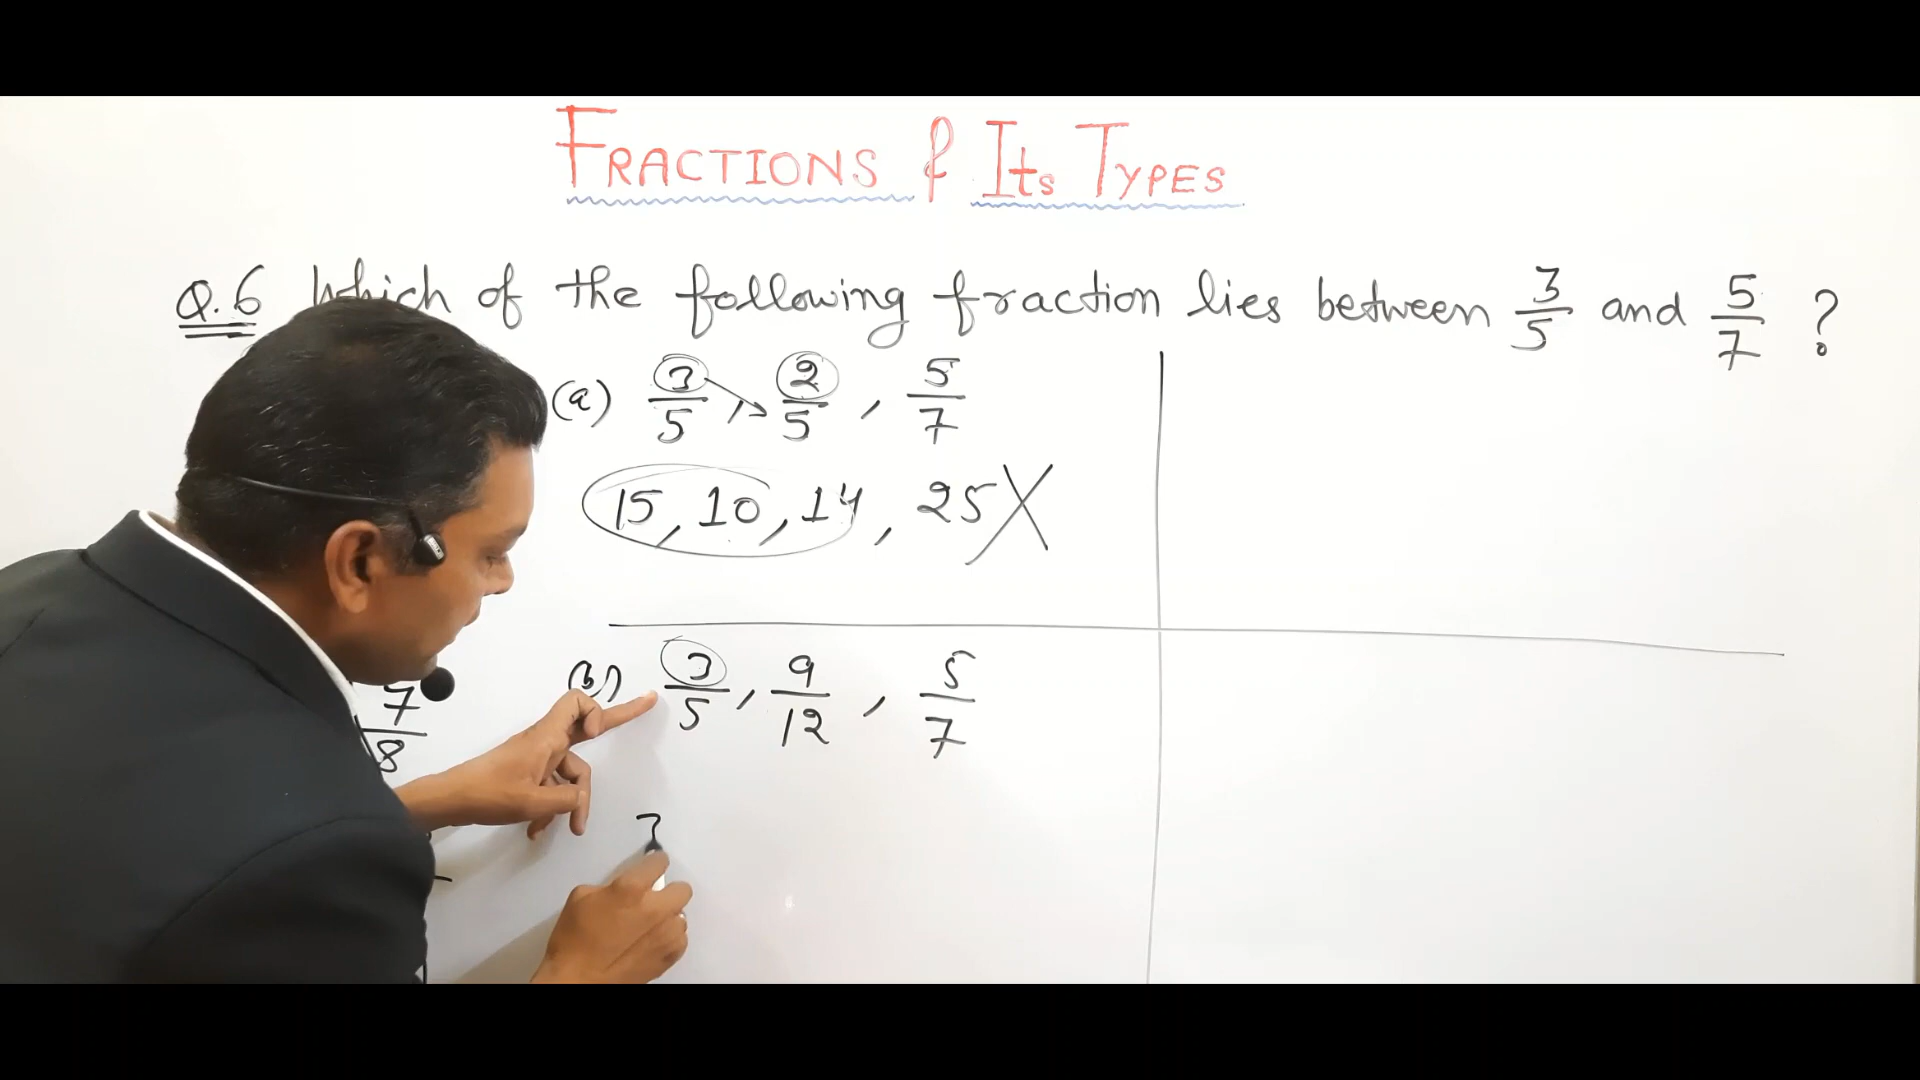 FRACTIONS & Its TYPES
Q.6 Which of the following fraction lies between 3/5 and 5/7 ?
(a) 3/5 , 2/5 , 5/7
15, 10, 14, 25 X
7/8
(b) 3/5 , 9/12 , 5/7
3